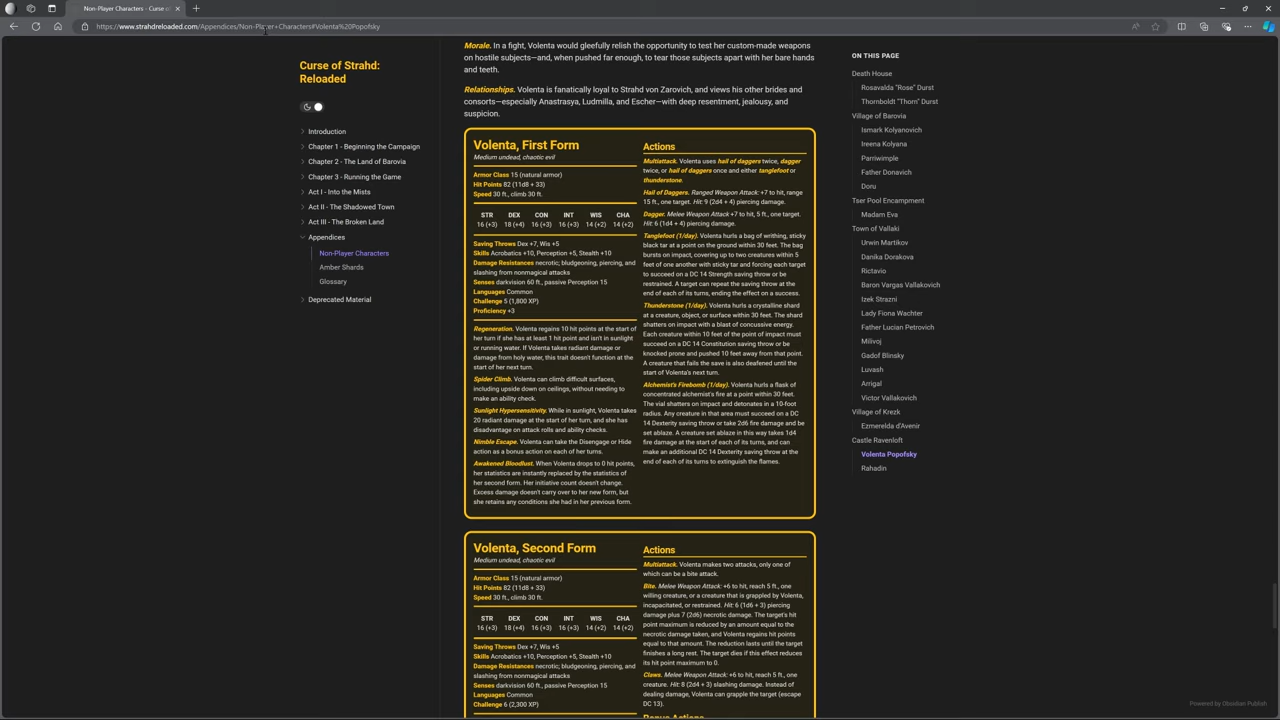 Non-Player Characters - Curse o
https://www.strahdreloaded.com/Appendices/Non-Player+Characters#Volenta%20Popofsky
Curse of Strahd:
Reloaded
Introduction
Chapter 1 - Beginning the Campaign
Chapter 2 - The Land of Barovia
Chapter 3 - Running the Game
Act I - Into the Mists
Act II - The Shadowed Town
Act III - The Broken Land
Appendices
Non-Player Characters
Amber Shards
Glossary
Deprecated Material
Morale. In a fight, Volenta would gleefully relish the opportunity to test her custom-made weapons
on hostile subjects—and, when pushed far enough, to tear those subjects apart with her bare hands
and teeth.
Relationships. Volenta is fanatically loyal to Strahd von Zarovich, and views his other brides and
consorts—especially Anastrasya, Ludmilla, and Escher—with deep resentment, jealousy, and
suspicion.
Volenta, First Form
Medium undead, chaotic evil
Armor Class 15 (natural armor)
Hit Points 82 (11d8 + 33)
Speed 30 ft., climb 30 ft.
STR DEX CON INT WIS CHA
16 (+3) 18 (+4) 16 (+3) 16 (+3) 14 (+2) 14 (+2)
Saving Throws Dex +7, Wis +5
Skills Acrobatics +10, Perception +5, Stealth +10
Damage Resistances necrotic; bludgeoning, piercing, and
slashing from nonmagical attacks
Senses darkvision 60 ft., passive Perception 15
Languages Common
Challenge 5 (1,800 XP)
Proficiency +3
Regeneration. Volenta regains 10 hit points at the start of
her turn if she has at least 1 hit point and isn't in sunlight
or running water. If Volenta takes radiant damage or
damage from holy water, this trait doesn't function at the
start of her next turn.
Spider Climb. Volenta can climb difficult surfaces,
including upside down on ceilings, without needing to
make an ability check.
Sunlight Hypersensitivity. While in sunlight, Volenta takes
20 radiant damage at the start of her turn, and she has
disadvantage on attack rolls and ability checks.
Nimble Escape. Volenta can take the Disengage or Hide
action as a bonus action on each of her turns.
Awakened Bloodlust. When Volenta drops to 0 hit points,
her statistics are instantly replaced by the statistics of
her second form. Her initiative count doesn't change.
Excess damage doesn't carry over to her new form, but
she retains any conditions she had in her previous form.
Actions
Multiattack. Volenta uses hail of daggers twice, dagger
twice, or hail of daggers once and either tanglefoot or
thunderstone.
Hail of Daggers. Ranged Weapon Attack: +7 to hit, range
15 ft., one target. Hit: 9 (2d4 + 4) piercing damage.
Dagger. Melee Weapon Attack +7 to hit, 5 ft., one target.
Hit: 6 (1d4 + 4) piercing damage.
Tanglefoot (1/day). Volenta hurls a bag of writhing, sticky
black tar at a point on the ground within 30 feet. The bag
bursts on impact, covering up to two creatures within 5
feet of one another with sticky tar and forcing each target
to succeed on a DC 14 Strength saving throw or be
restrained. A target can repeat the saving throw at the
end of each of its turns, ending the effect on a success.
Thunderstone (1/day). Volenta hurls a crystalline shard
at a creature, object, or surface within 30 feet. The shard
shatters on impact with a blast of concussive energy.
Each creature within 10 feet of the point of impact must
succeed on a DC 14 Constitution saving throw or be
knocked prone and pushed 10 feet away from that point.
A creature that fails the save is also deafened until the
start of Volenta's next turn.
Alchemist's Firebomb (1/day). Volenta hurls a flask of
concentrated alchemist's fire at a point within 30 feet.
The vial shatters on impact and detonates in a 10-foot
radius. Any creature in that area must succeed on a DC
14 Dexterity saving throw or take 2d6 fire damage and be
set ablaze. A creature set ablaze in this way takes 1d4
fire damage at the start of each of its turns, and can
make an additional DC 14 Dexterity saving throw at the
end of each of its turns to extinguish the flames.
Volenta, Second Form
Medium undead, chaotic evil
Armor Class 15 (natural armor)
Hit Points 82 (11d8 + 33)
Speed 30 ft., climb 30 ft.
STR DEX CON INT WIS CHA
16 (+3) 18 (+4) 16 (+3) 16 (+3) 14 (+2) 14 (+2)
Saving Throws Dex +7, Wis +5
Skills Acrobatics +10, Perception +5, Stealth +10
Damage Resistances necrotic; bludgeoning, piercing, and
slashing from nonmagical attacks
Senses darkvision 60 ft., passive Perception 15
Languages Common
Challenge 6 (2,300 XP)
Actions
Multiattack. Volenta makes two attacks, only one of
which can be a bite attack.
Bite. Melee Weapon Attack: +6 to hit, reach 5 ft., one
willing creature, or a creature that is grappled by Volenta,
incapacitated, or restrained. Hit: 6 (1d6 + 3) piercing
damage plus 7 (2d6) necrotic damage. The target's hit
point maximum is reduced by an amount equal to the
necrotic damage taken, and Volenta regains hit points
equal to that amount. The reduction lasts until the target
finishes a long rest. The target dies if this effect reduces
its hit point maximum to 0.
Claws. Melee Weapon Attack: +6 to hit, reach 5 ft., one
creature. Hit: 8 (2d4 + 3) slashing damage. Instead of
dealing damage, Volenta can grapple the target (escape
DC 13).
Bonus Actions
ON THIS PAGE
Death House
Rosavalda "Rose" Durst
Thornboldt "Thorn" Durst
Village of Barovia
Ismark Kolyanovich
Ireena Kolyana
Parriwimple
Father Donavich
Doru
Tser Pool Encampment
Madam Eva
Town of Vallaki
Urwin Martikov
Danika Dorakova
Rictavio
Baron Vargas Vallakovich
Izek Strazni
Lady Fiona Wachter
Father Lucian Petrovich
Milivoj
Gadof Blinsky
Luvash
Arrigal
Victor Vallakovich
Village of Krezk
Ezmerelda d'Avenir
Castle Ravenloft
Volenta Popofsky
Rahadin
Powered by Obsidian Publish